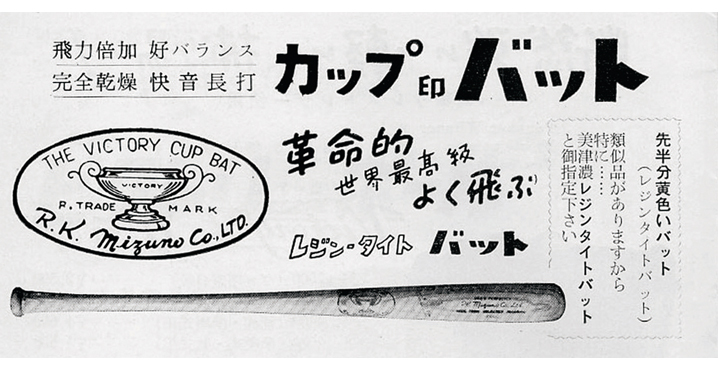 飛力倍加 好バランス
完全乾燥 快音長打
カップ印バット
THE VICTORY CUP BAT
VICTORY
R. TRADE MARK
R.K. Mizuno Co., LTD.
革命的
世界最高級
よく飛ぶ
レジン・タイト バット
先半分黄色いバット
(レジンタイトバット)
類似品がありますから
特に……
美津濃レジンタイトバット
と御指定下さい
Mizuno Co. Ltd.